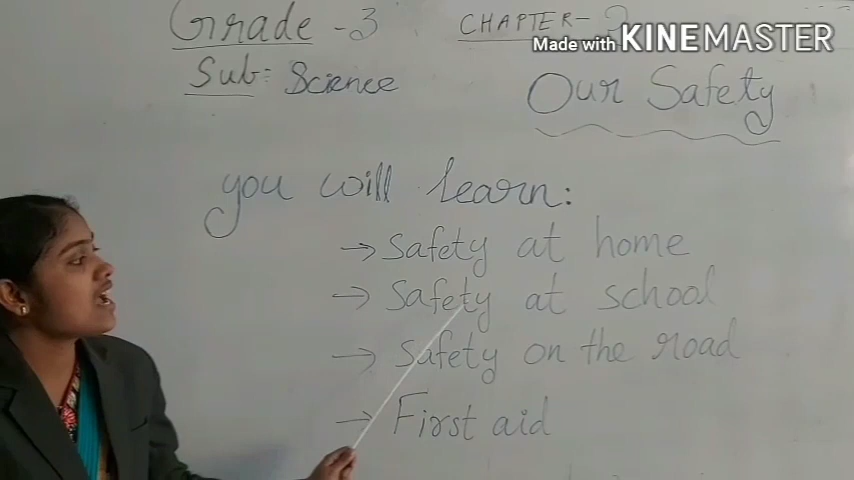 Grade -3
CHAPTER-
Made with KINEMASTER
Sub= Science
Our Safety
you will learn:
→ Safety at home
→ Safety at school
→ Safety on the road
→ First aid